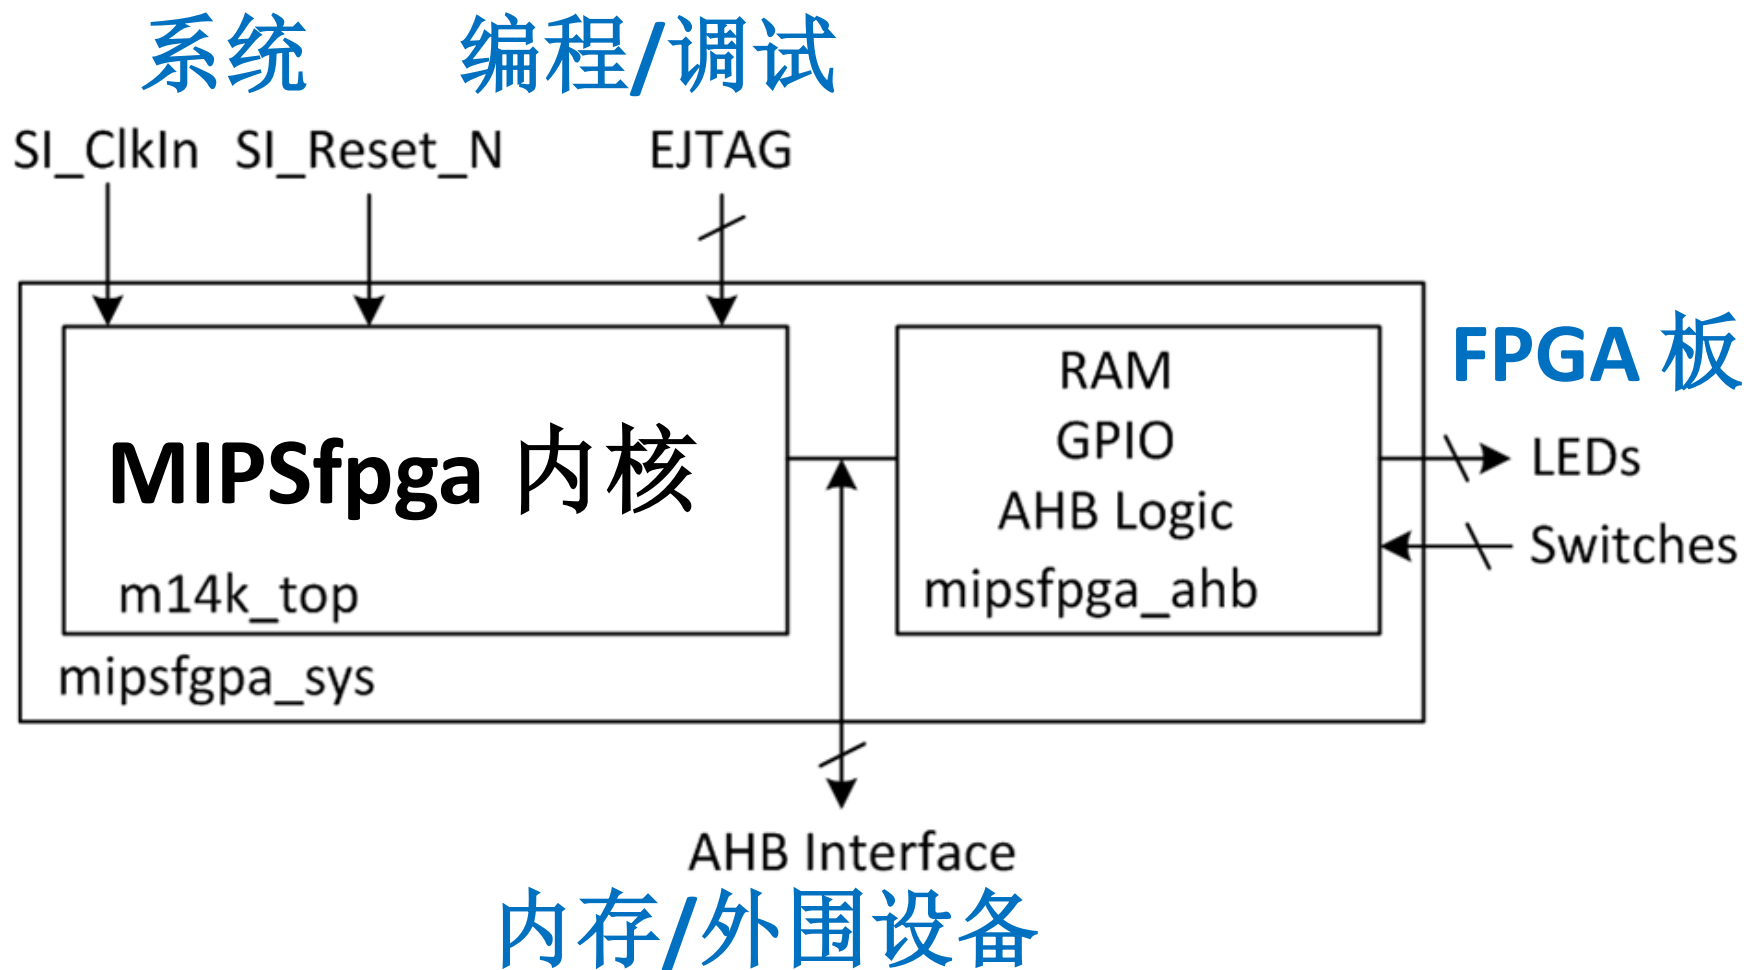 系统 编程/调试
SI_ClkIn SI_Reset_N EJTAG
FPGA 板
RAM
GPIO
LEDs
MIPSfpga 内核
AHB Logic
Switches
m14k_top
mipsfpga_ahb
mipsfgpa_sys
AHB Interface
内存/外围设备